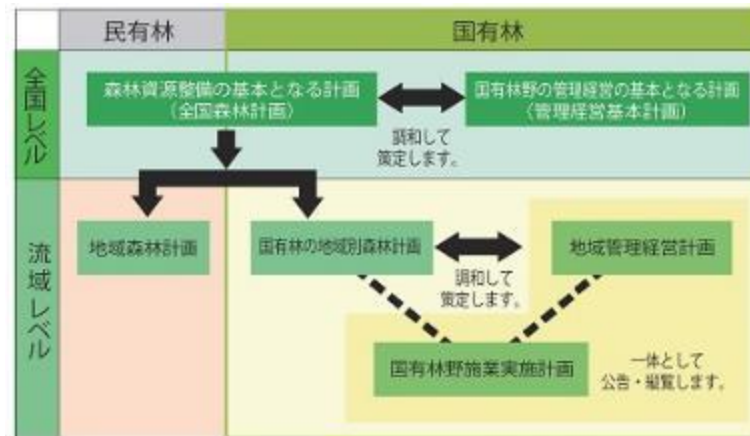 民有林
国有林
全国レベル
森林資源整備の基本となる計画
（全国森林計画）
国有林野の管理経営の基本となる計画
（管理経営基本計画）
調和して
策定します。
流域レベル
地域森林計画
国有林の地域別森林計画
地域管理経営計画
調和して
策定します。
国有林野施業実施計画
一体として
公告・縦覧します。